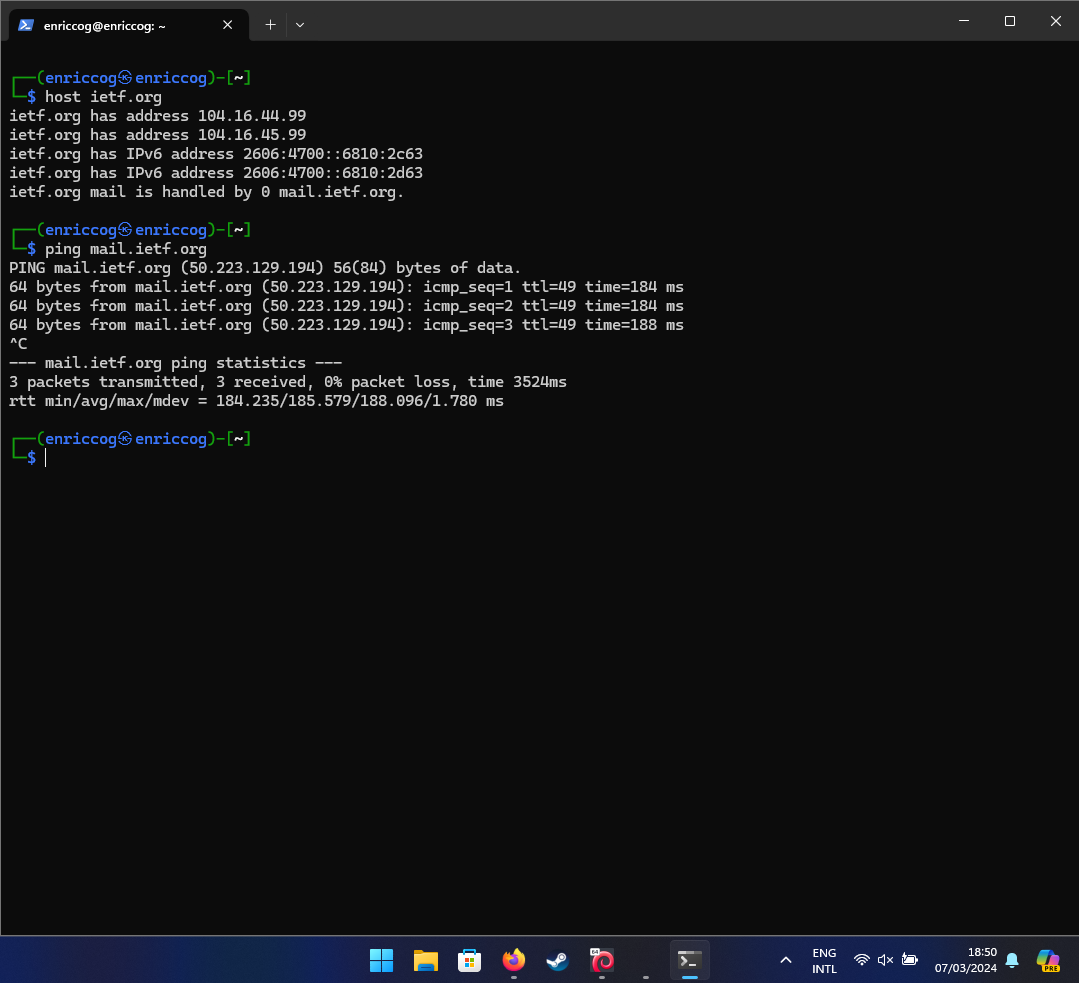 enriccog@enriccog: ~
┌──(enriccog㉿enriccog)-[~]
└─$ host ietf.org
ietf.org has address 104.16.44.99
ietf.org has address 104.16.45.99
ietf.org has IPv6 address 2606:4700::6810:2c63
ietf.org has IPv6 address 2606:4700::6810:2d63
ietf.org mail is handled by 0 mail.ietf.org.
┌──(enriccog㉿enriccog)-[~]
└─$ ping mail.ietf.org
PING mail.ietf.org (50.223.129.194) 56(84) bytes of data.
64 bytes from mail.ietf.org (50.223.129.194): icmp_seq=1 ttl=49 time=184 ms
64 bytes from mail.ietf.org (50.223.129.194): icmp_seq=2 ttl=49 time=184 ms
64 bytes from mail.ietf.org (50.223.129.194): icmp_seq=3 ttl=49 time=188 ms
^C
--- mail.ietf.org ping statistics ---
3 packets transmitted, 3 received, 0% packet loss, time 3524ms
rtt min/avg/max/mdev = 184.235/185.579/188.096/1.780 ms
┌──(enriccog㉿enriccog)-[~]
└─$
64
ENG
INTL
18:50
07/03/2024
PRE